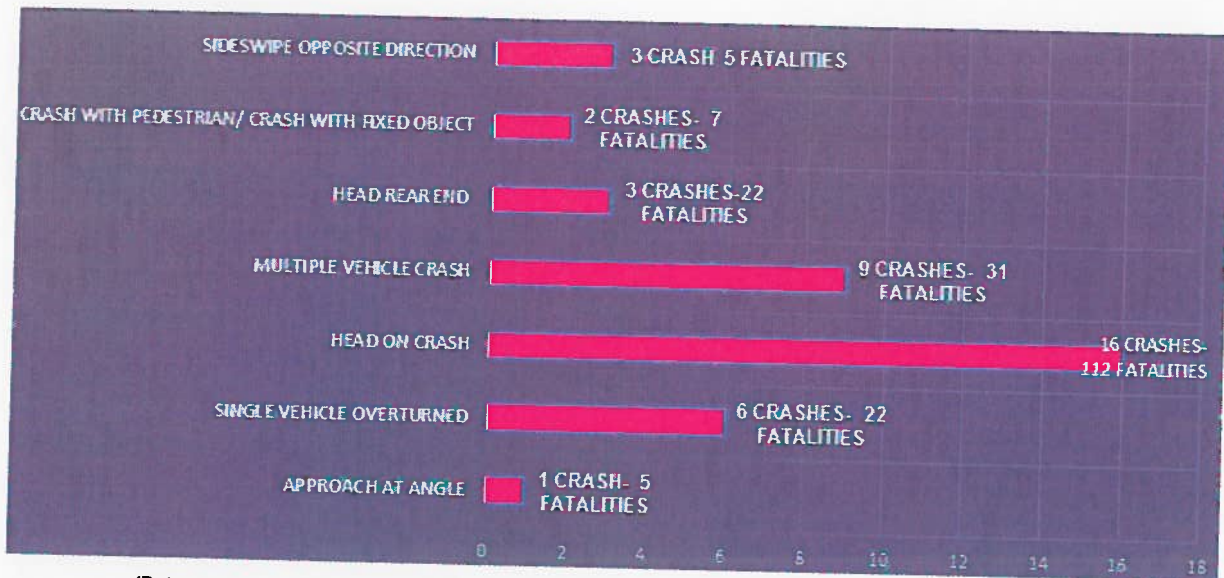 SIDESWIPE OPPOSITE DIRECTION
3 CRASH 5 FATALITIES
CRASH WITH PEDESTRIAN/ CRASH WITH FIXED OBJECT
2 CRASHES- 7
FATALITIES
HEAD REAR END
3 CRASHES-22
FATALITIES
MULTIPLE VEHICLE CRASH
9 CRASHES- 31
FATALITIES
HEAD ON CRASH
16 CRASHES-
112 FATALITIES
SINGLE VEHICLE OVERTURNED
6 CRASHES- 22
FATALITIES
APPROACH AT ANGLE
1 CRASH- 5
FATALITIES
0 2 4 6 8 10 12 14 16 18